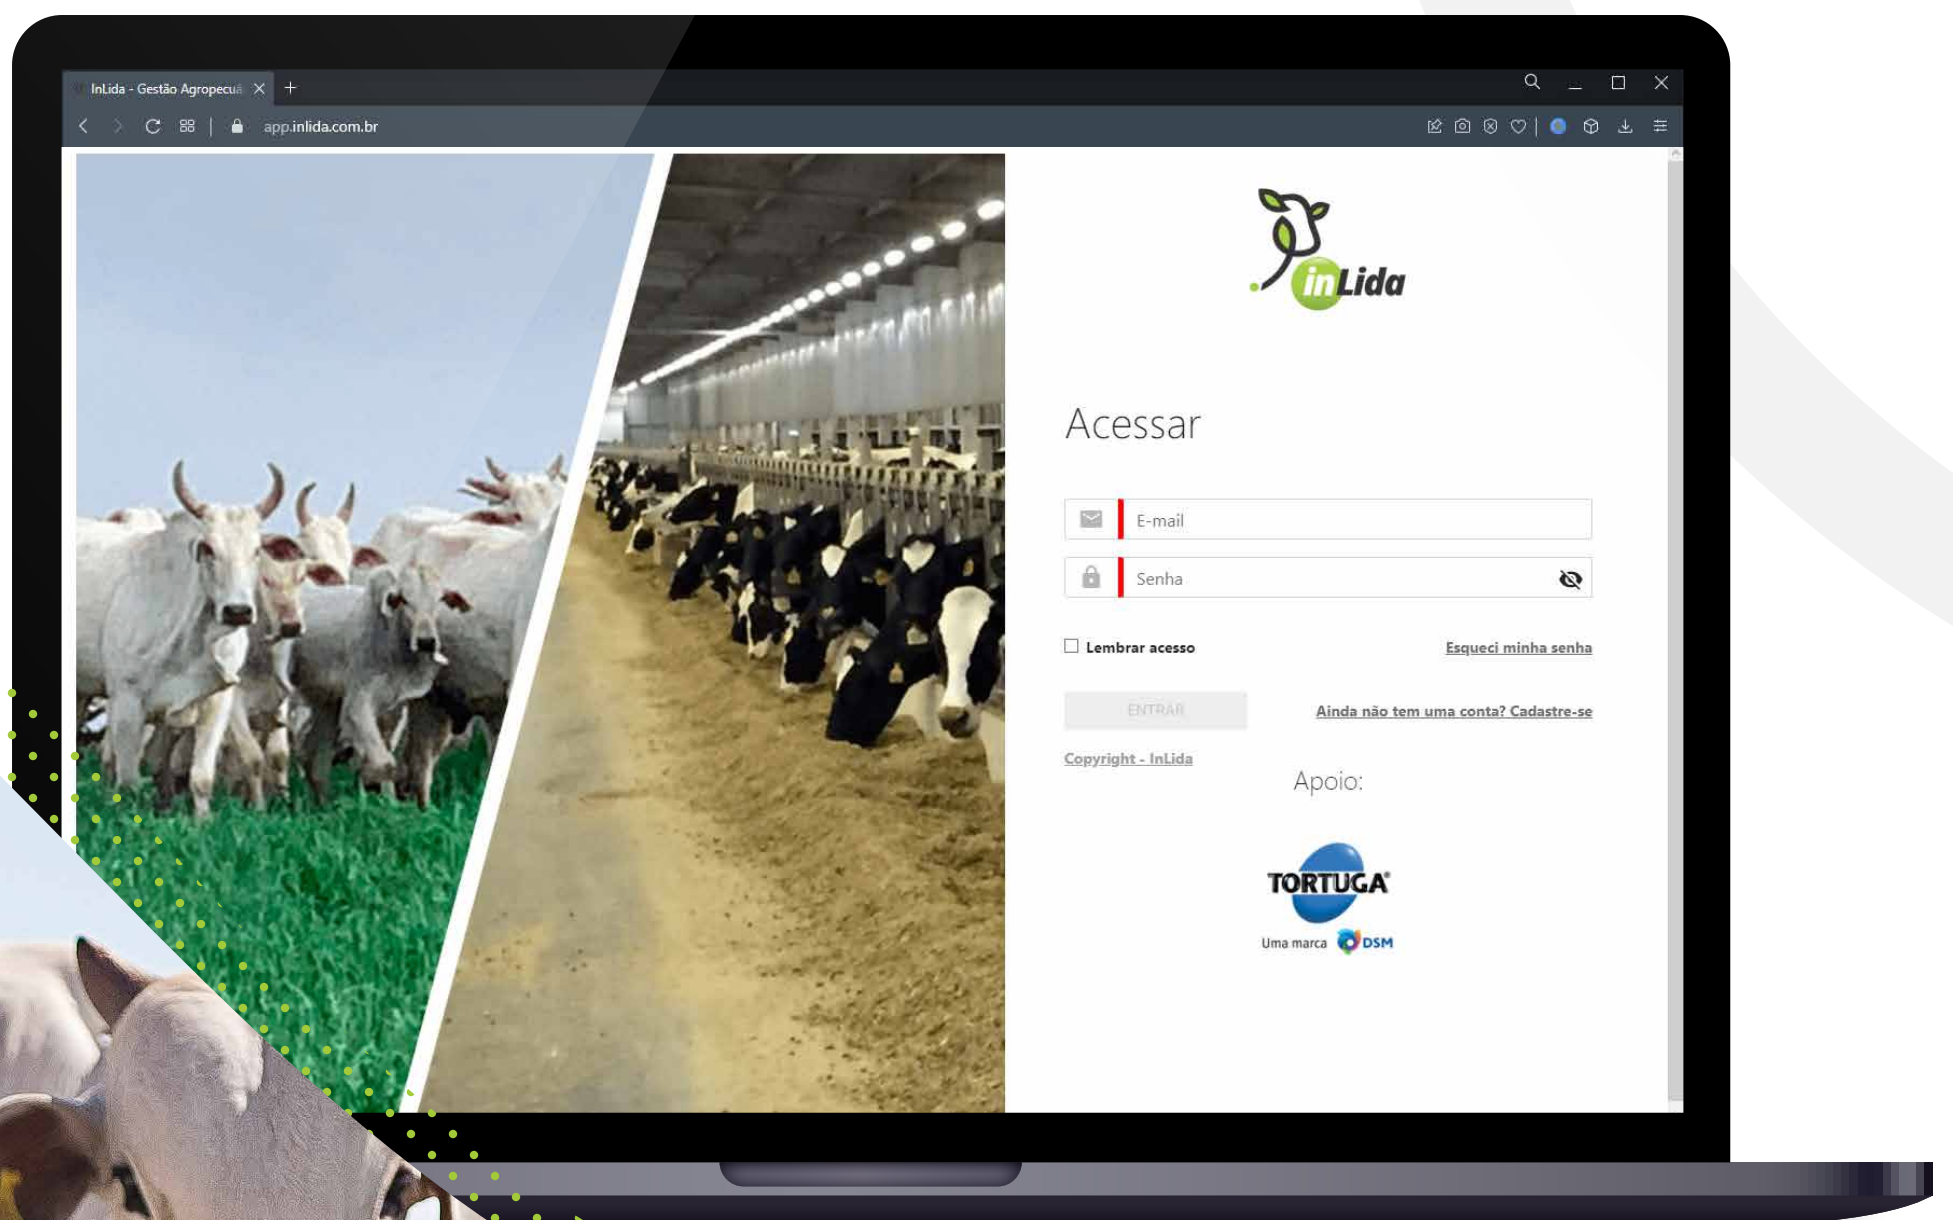 InLida - Gestão Agropecuá
app.inlida.com.br
inLida
Acessar
E-mail
Senha
Lembrar acesso
Esqueci minha senha
ENTRAR
Ainda não tem uma conta? Cadastre-se
Copyright - InLida
Apoio:
TORTUGA®
Uma marca DSM